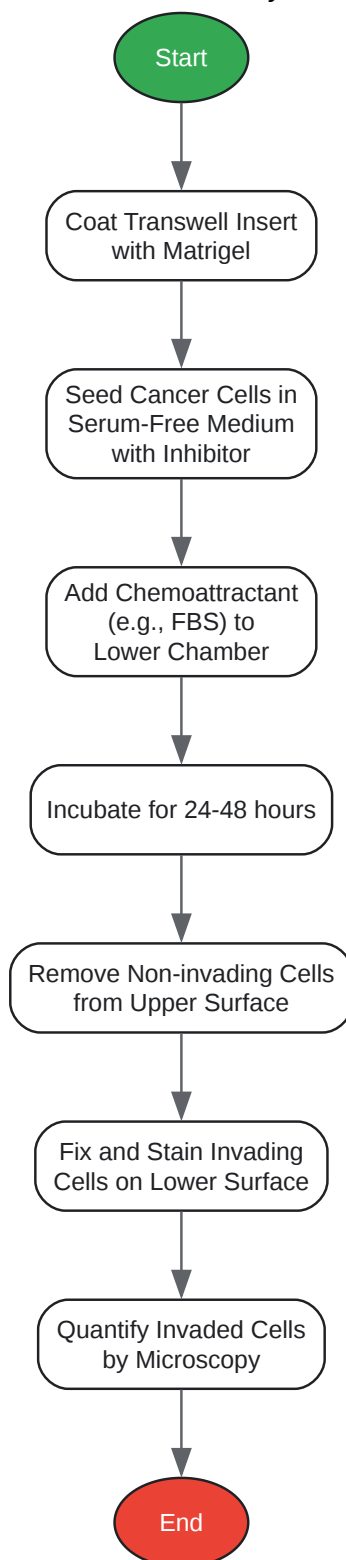 Start
Coat Transwell Insert
with Matrigel
Seed Cancer Cells in
Serum-Free Medium
with Inhibitor
Add Chemoattractant
(e.g., FBS) to
Lower Chamber
Incubate for 24-48 hours
Remove Non-invading Cells
from Upper Surface
Fix and Stain Invading
Cells on Lower Surface
Quantify Invaded Cells
by Microscopy
End